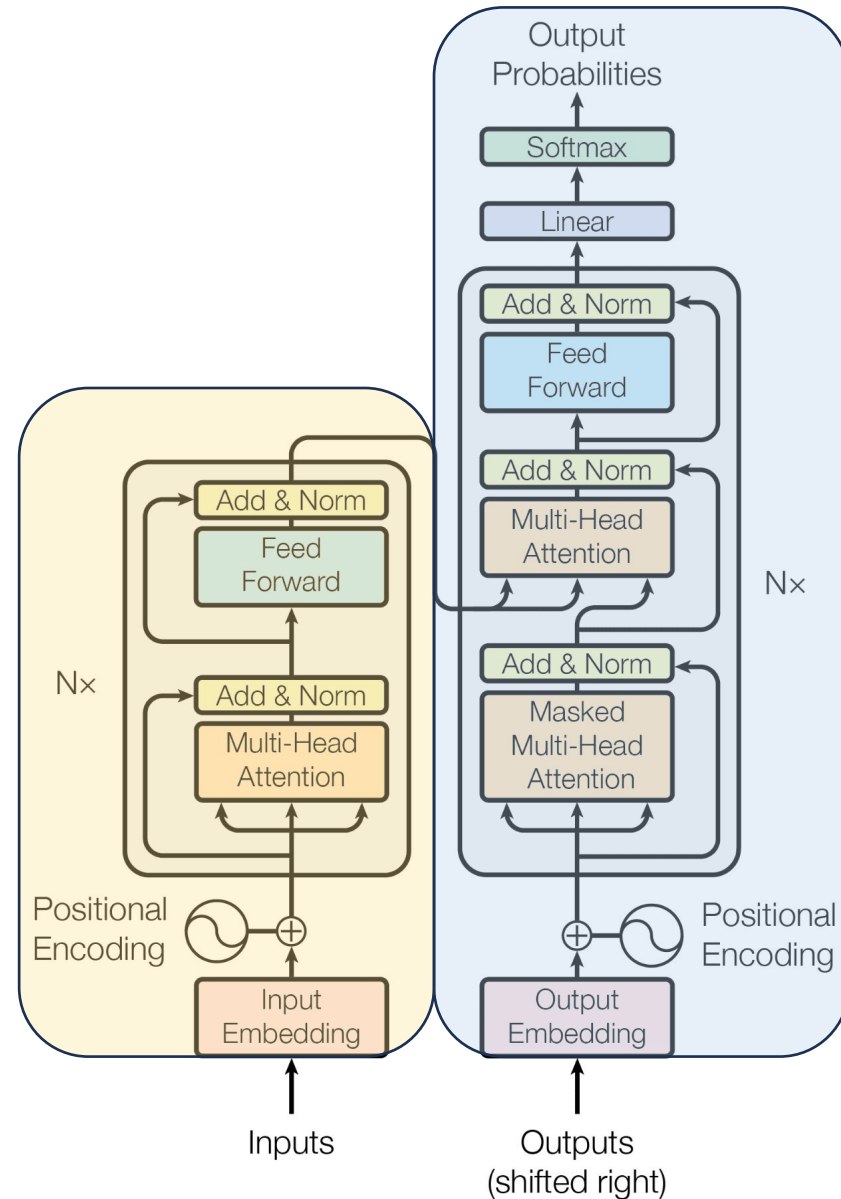 Output
Probabilities
Softmax
Linear
Add & Norm
Feed
Forward
Add & Norm
Multi-Head
Attention
Add & Norm
Masked
Multi-Head
Attention
N×
Positional
Encoding
Output
Embedding
Outputs
(shifted right)
Add & Norm
Feed
Forward
Add & Norm
Multi-Head
Attention
N×
Positional
Encoding
Input
Embedding
Inputs